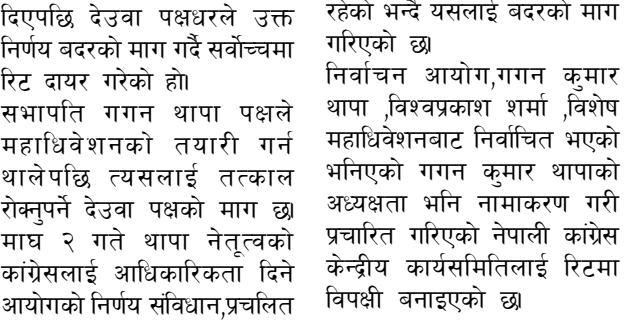 दिएपछि देउवा पक्षधरले उक्त
निर्णय बदरको माग गर्दै सर्वोच्चमा
रिट दायर गरेको हो।
सभापति गगन थापा पक्षले
महाधिवेशनको तयारी गर्न
थालेपछि त्यसलाई तत्काल
रोक्नुपर्ने देउवा पक्षको माग छ।
माघ २ गते थापा नेतृत्वको
कांग्रेसलाई आधिकारिकता दिने
आयोगको निर्णय संविधान,प्रचलित
रहेको भन्दै यसलाई बदरको माग
गरिएको छ।
निर्वाचन आयोग,गगन कुमार
थापा ,विश्वप्रकाश शर्मा ,विशेष
महाधिवेशनबाट निर्वाचित भएको
भनिएको गगन कुमार थापाको
अध्यक्षता भनि नामाकरण गरी
प्रचारित गरिएको नेपाली कांग्रेस
केन्द्रीय कार्यसमितिलाई रिटमा
विपक्षी बनाइएको छ।